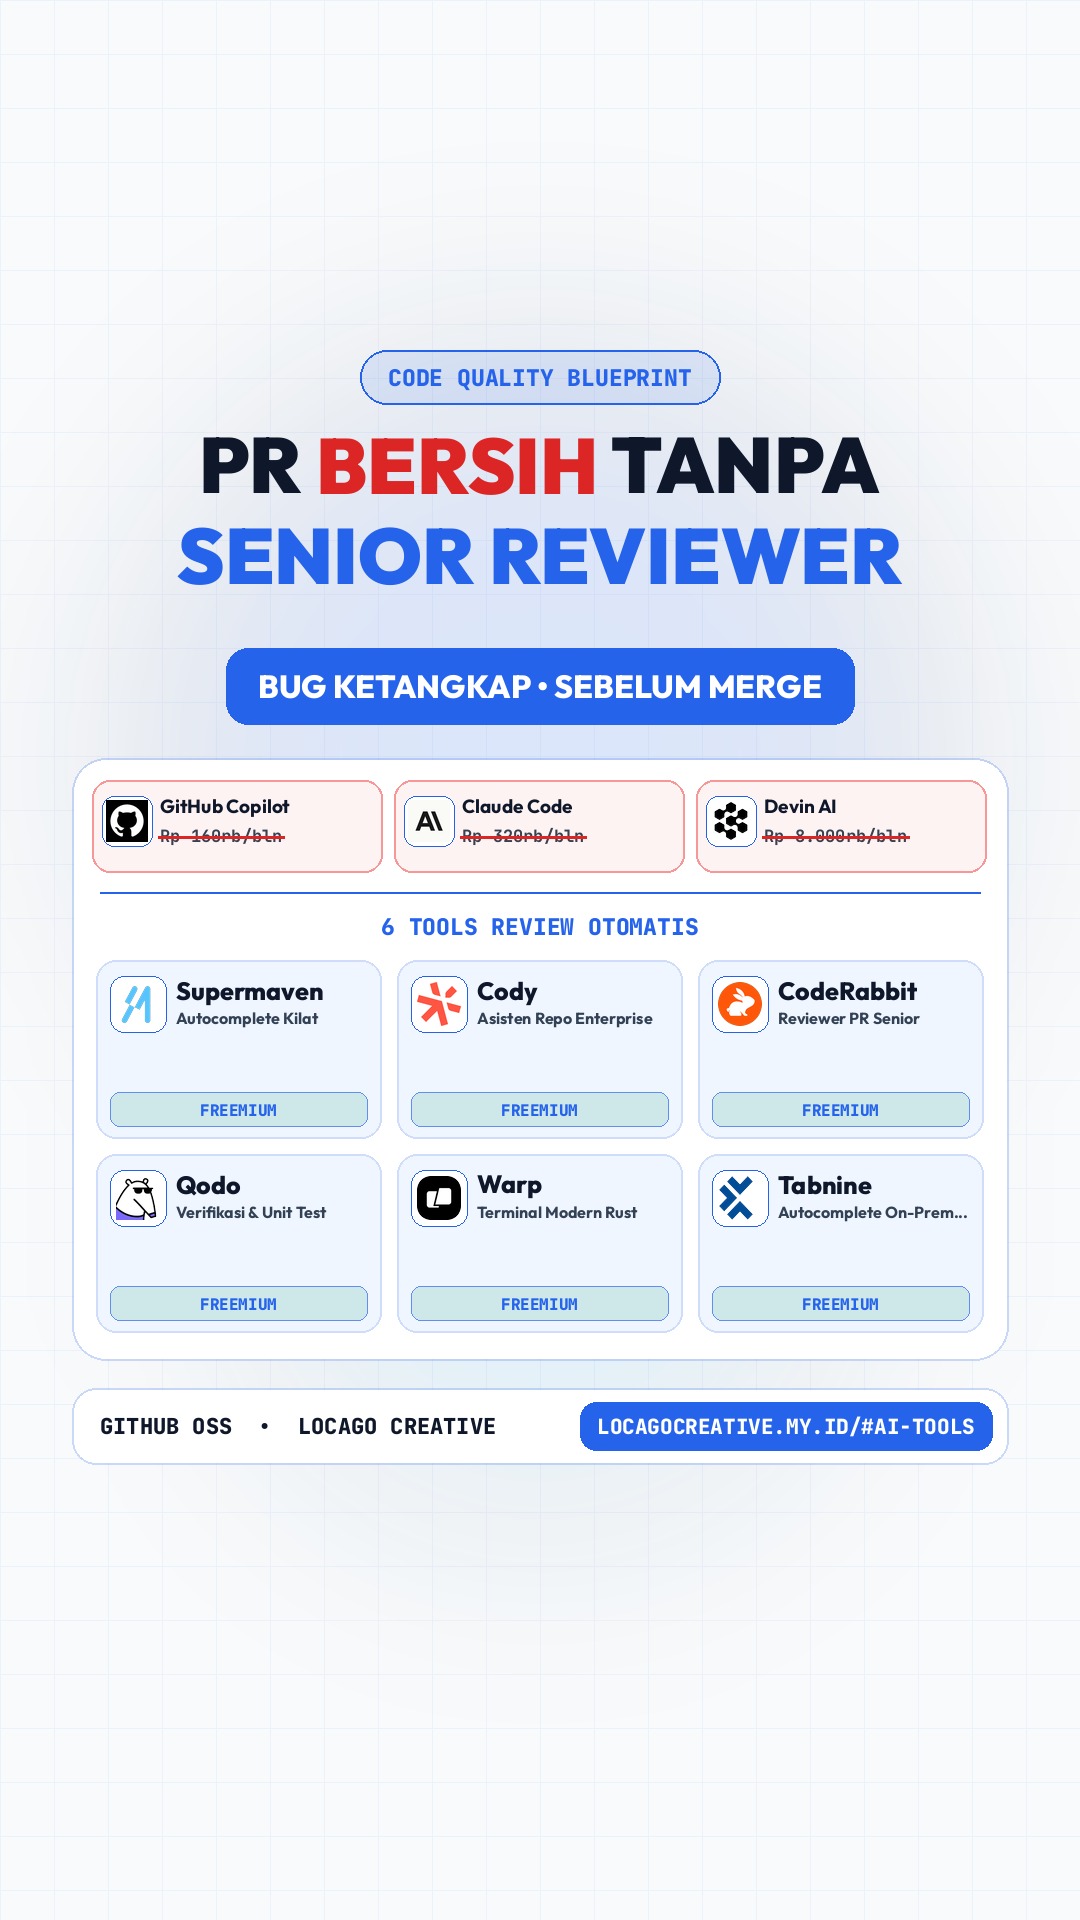 CODE QUALITY BLUEPRINT
PR BERSIH TANPA
SENIOR REVIEWER
BUG KETANGKAP • SEBELUM MERGE
GitHub Copilot
Rp 160rb/bln
Claude Code
Rp 320rb/bln
Devin AI
Rp 8.000rb/bln
6 TOOLS REVIEW OTOMATIS
Supermaven
Autocomplete Kilat
FREEMIUM
Cody
Asisten Repo Enterprise
FREEMIUM
CodeRabbit
Reviewer PR Senior
FREEMIUM
Qodo
Verifikasi & Unit Test
FREEMIUM
Warp
Terminal Modern Rust
FREEMIUM
Tabnine
Autocomplete On-Prem...
FREEMIUM
GITHUB OSS • LOCAGO CREATIVE
LOCAGOCREATIVE.MY.ID/#AI-TOOLS